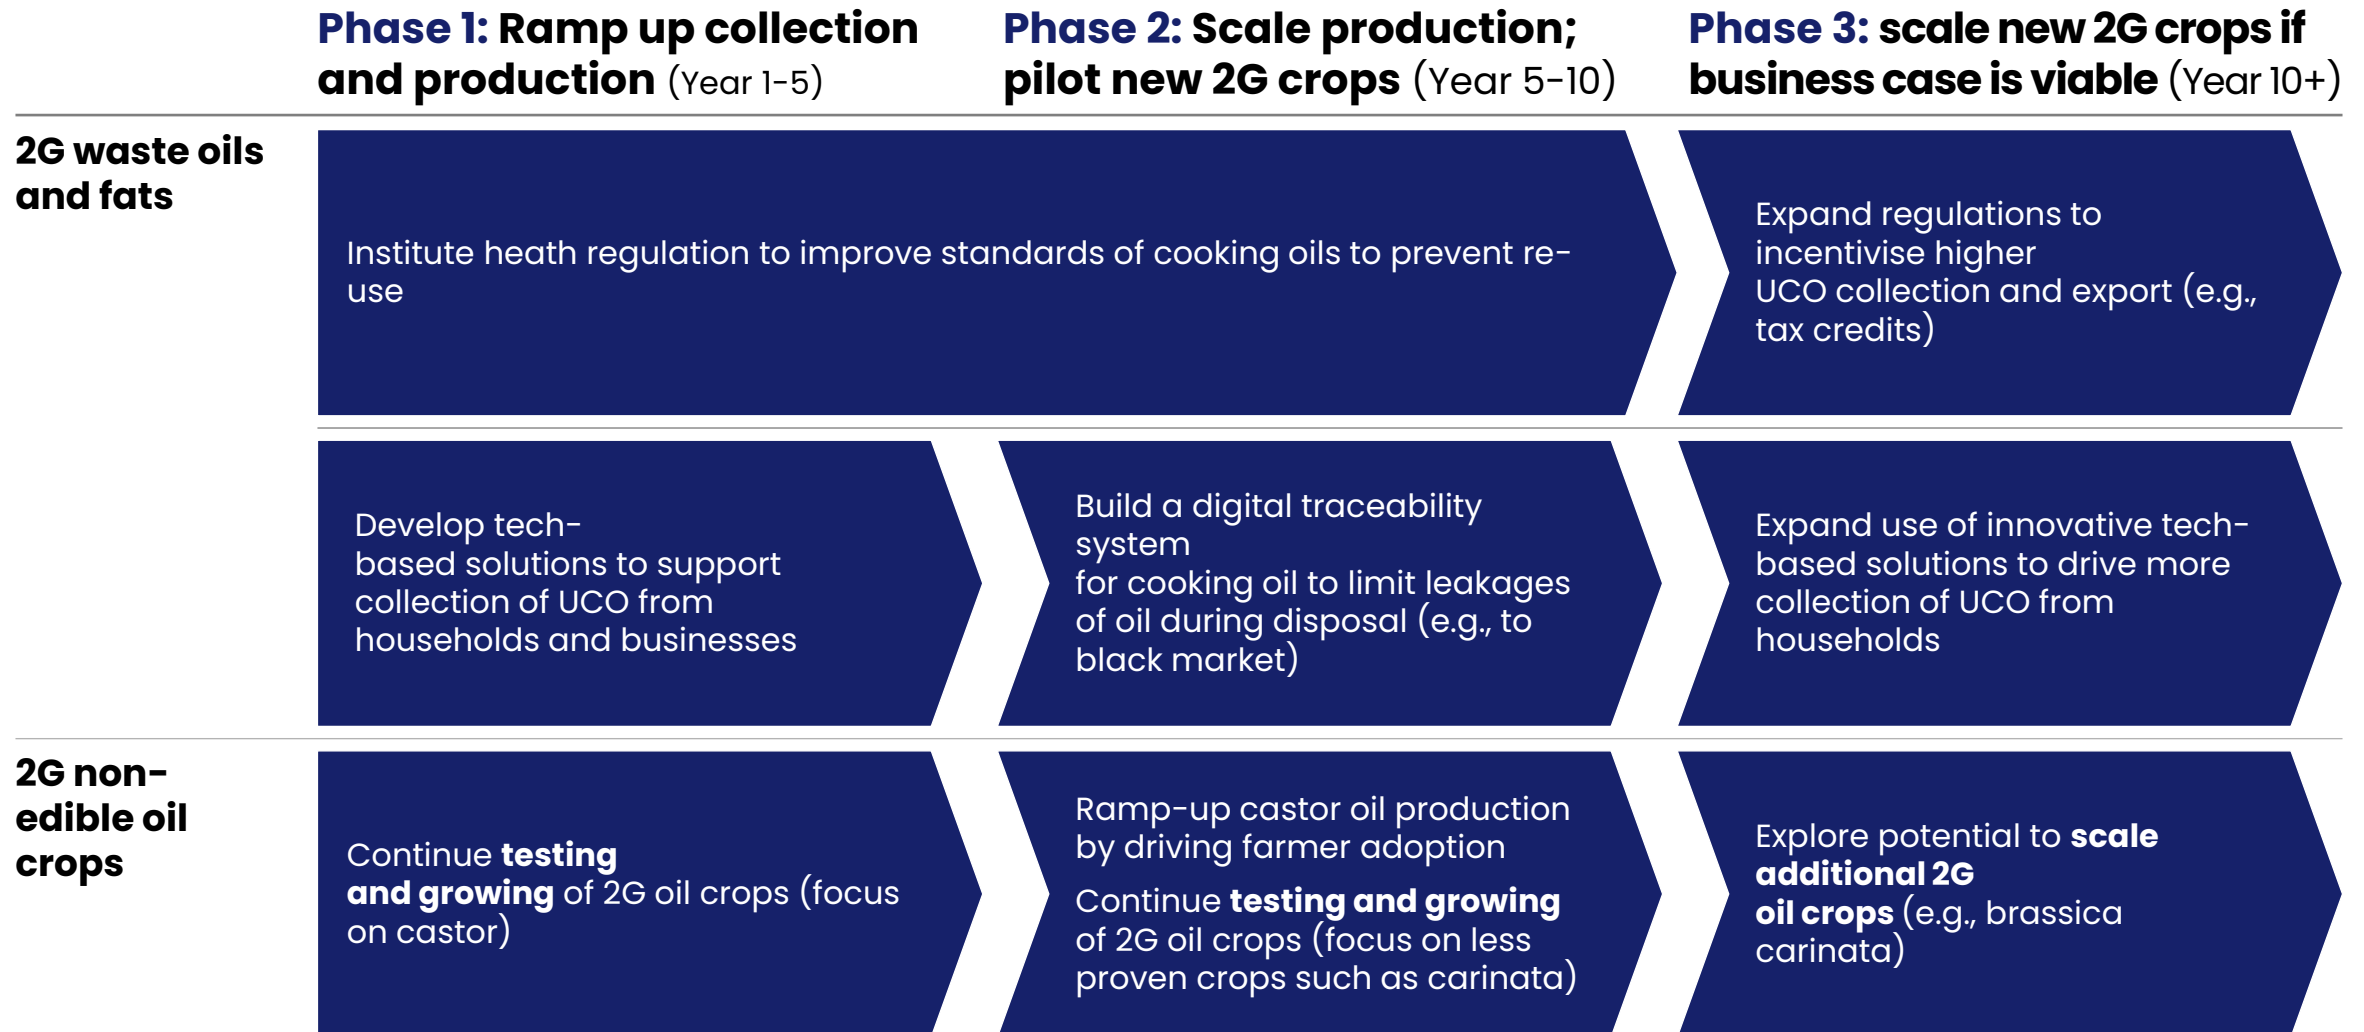 Phase 1: Ramp up collection
and production (Year 1-5)
Phase 2: Scale production;
pilot new 2G crops (Year 5-10)
Phase 3: scale new 2G crops if
business case is viable (Year 10+)
2G waste oils
and fats
Institute heath regulation to improve standards of cooking oils to prevent re-
use
Expand regulations to
incentivise higher
UCO collection and export (e.g.,
tax credits)
Develop tech-
based solutions to support
collection of UCO from
households and businesses
Build a digital traceability
system
for cooking oil to limit leakages
of oil during disposal (e.g., to
black market)
Expand use of innovative tech-
based solutions to drive more
collection of UCO from
households
2G non-
edible oil
crops
Continue testing
and growing of 2G oil crops (focus
on castor)
Ramp-up castor oil production
by driving farmer adoption
Continue testing and growing
of 2G oil crops (focus on less
proven crops such as carinata)
Explore potential to scale
additional 2G
oil crops (e.g., brassica
carinata)